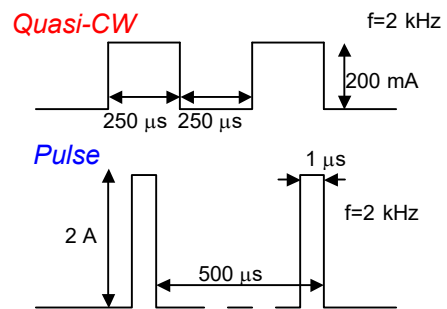 Quasi-CW
f=2 kHz
200 mA
250 μs 250 μs
Pulse
1 μs
2 A
f=2 kHz
500 μs